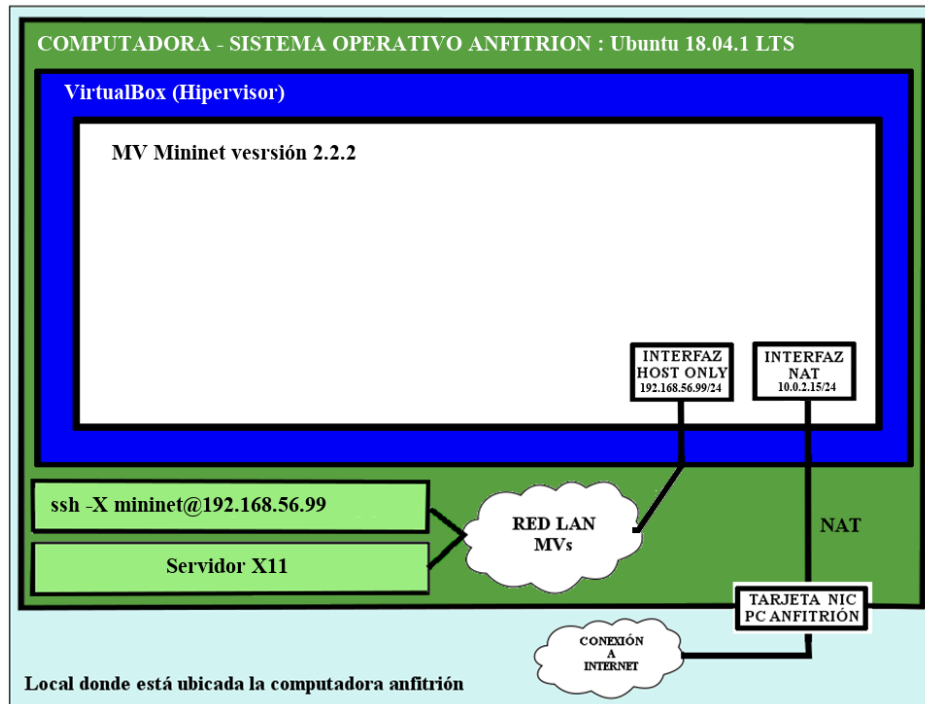 COMPUTADORA - SISTEMA OPERATIVO ANFITRION : Ubuntu 18.04.1 LTS
VirtualBox (Hipervisor)
MV Mininet vesrsión 2.2.2
INTERFAZ
HOST ONLY
192.168.56.99/24
INTERFAZ
NAT
10.0.2.15/24
ssh -X mininet@192.168.56.99
Servidor X11
RED LAN
MVs
NAT
TARJETA NIC
PC ANFITRIÓN
CONEXIÓN
A
INTERNET
Local donde está ubicada la computadora anfitrión